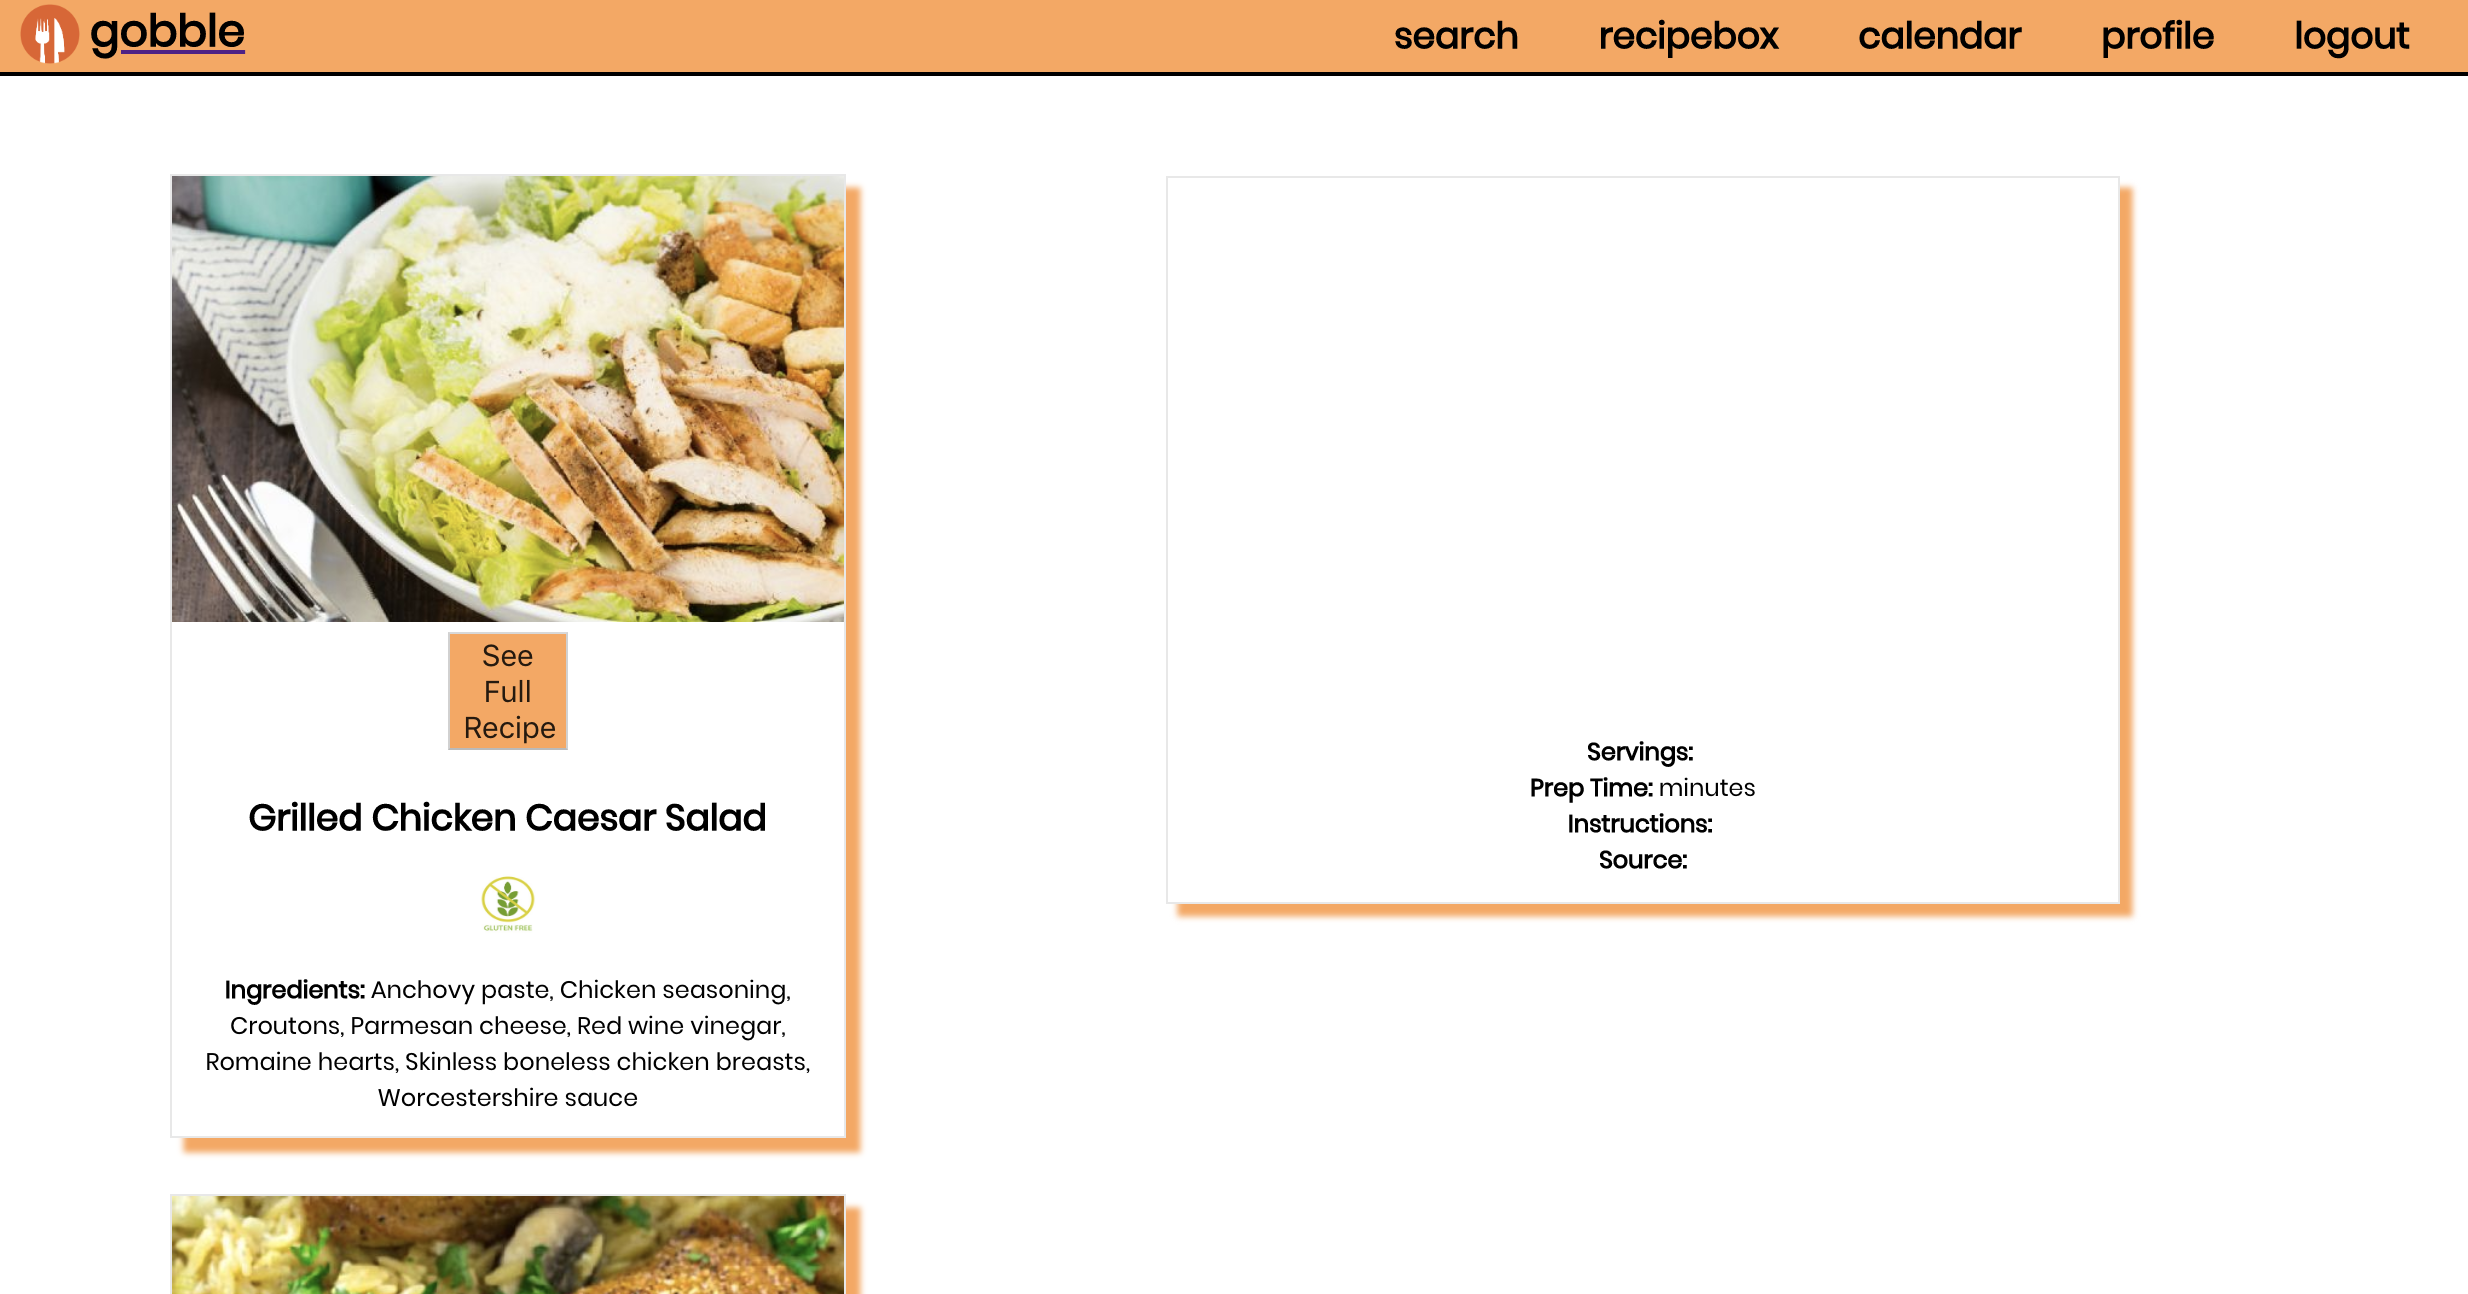 gobble
search recipebox calendar profile logout
See
Full
Recipe
Grilled Chicken Caesar Salad
GLUTEN FREE
Ingredients: Anchovy paste, Chicken seasoning,
Croutons, Parmesan cheese, Red wine vinegar,
Romaine hearts, Skinless boneless chicken breasts,
Worcestershire sauce
Servings:
Prep Time: minutes
Instructions:
Source: